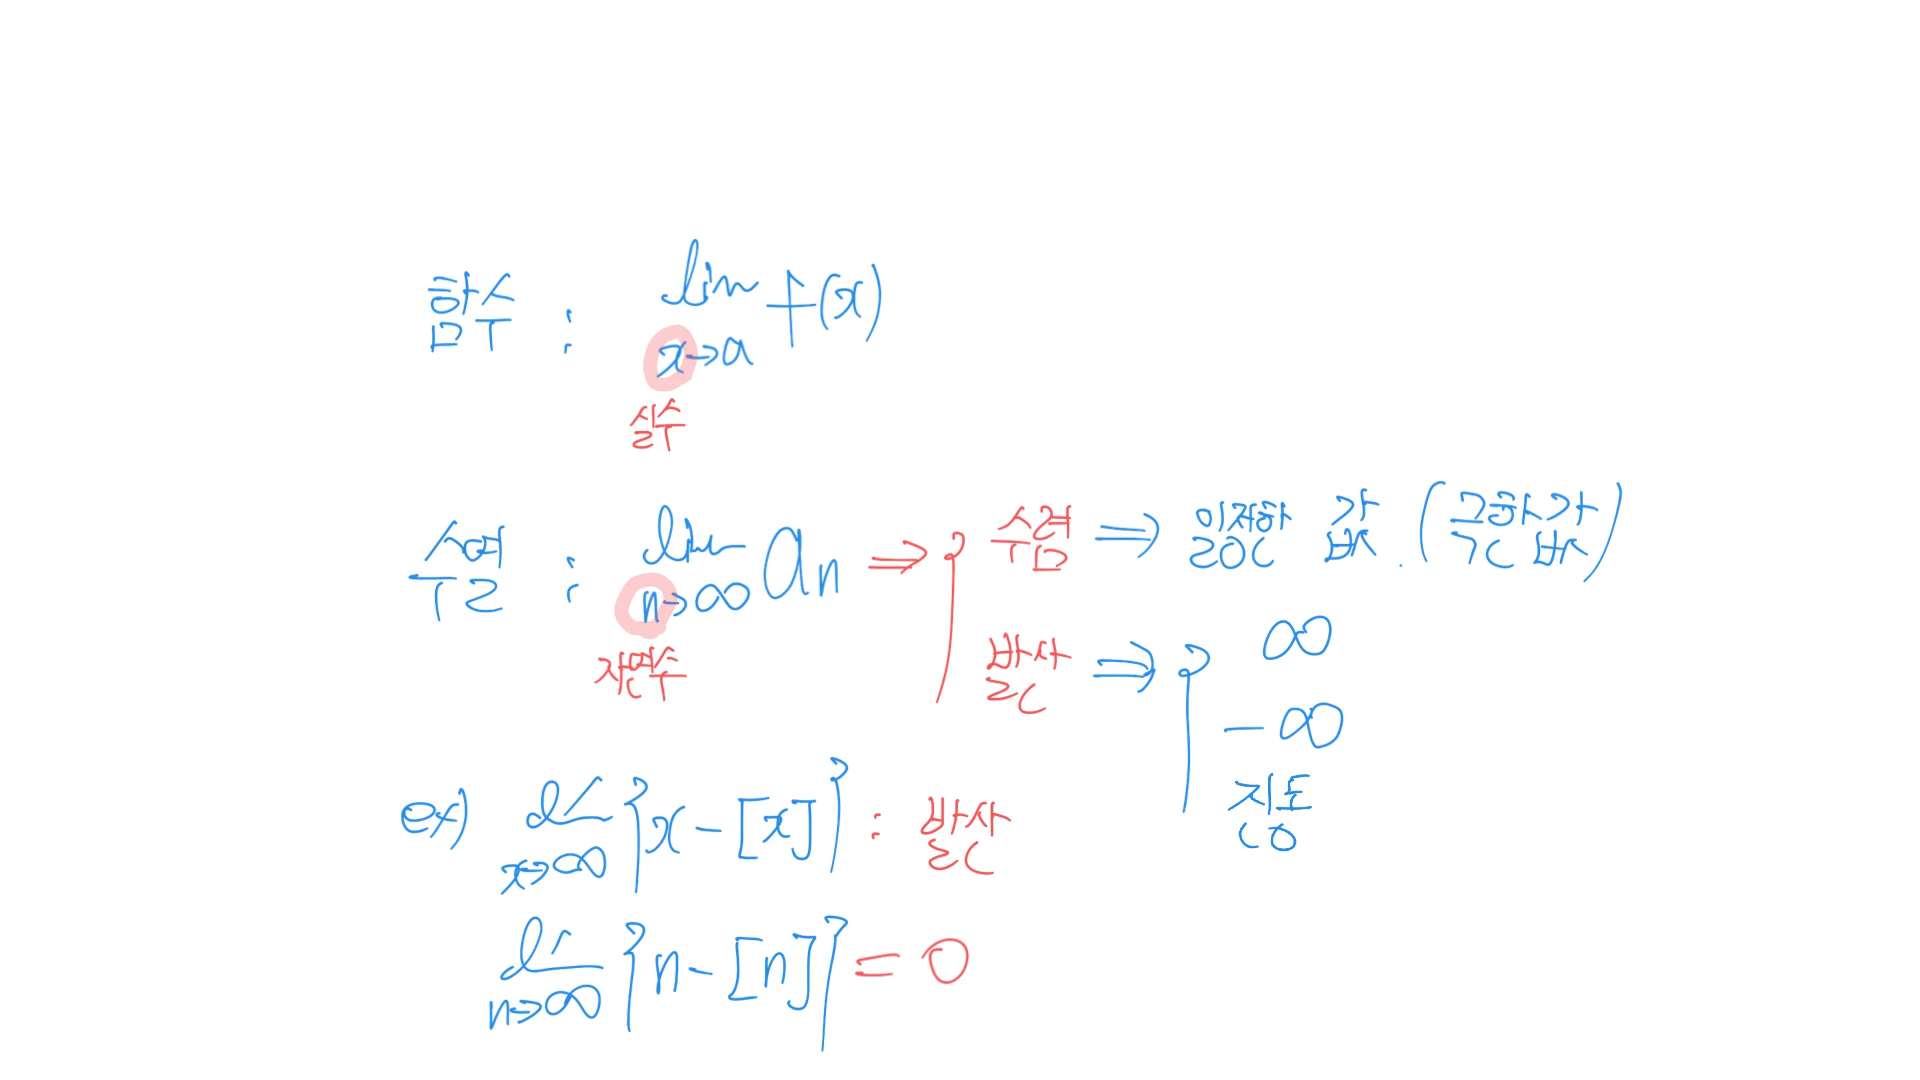 함수 : lim f(x)
x→a
실수
수열 : lim aₙ ⇒ { 수렴 ⇒ 일정한 값. (극한값)
n→∞
자연수
발산 ⇒ { ∞
-∞
진동
ex) lim {x-[x]} : 발산
x→∞
lim {n-[n]} = 0
n→∞